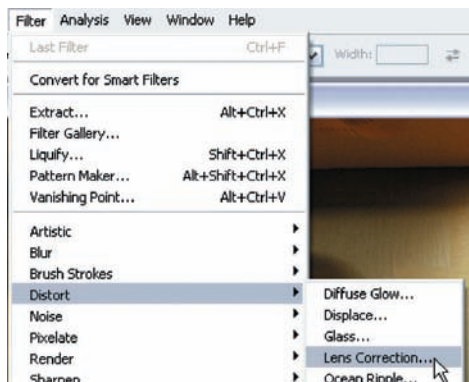 Filter Analysis View Window Help
Last Filter Ctrl+F
Width:
Convert for Smart Filters
Extract... Alt+Ctrl+X
Filter Gallery...
Liquify... Shift+Ctrl+X
Pattern Maker... Alt+Shift+Ctrl+X
Vanishing Point... Alt+Ctrl+V
Artistic
Blur
Brush Strokes
Distort
Diffuse Glow...
Noise
Displace...
Pixelate
Glass...
Render
Lens Correction...
Sharpen
Ocean Ripple...